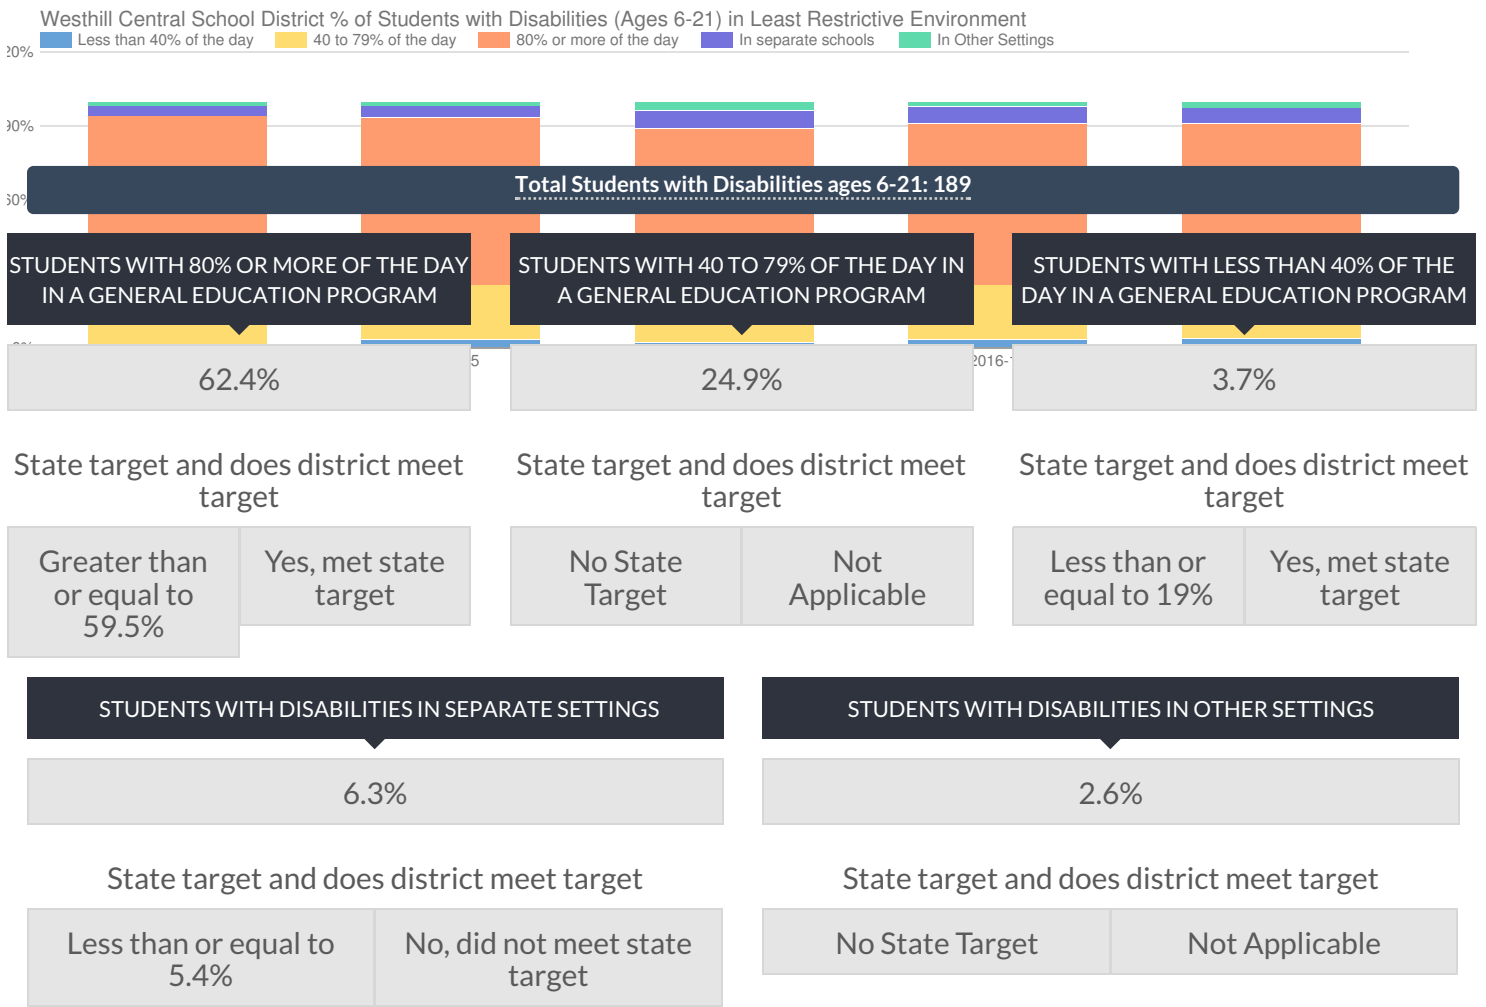 Westhill Central School District % of Students with Disabilities (Ages 6-21) in Least Restrictive Environment
Less than 40% of the day 40 to 79% of the day 80% or more of the day In separate schools In Other Settings
Total Students with Disabilities ages 6-21: 189
STUDENTS WITH 80% OR MORE OF THE DAY
IN A GENERAL EDUCATION PROGRAM
62.4%
State target and does district meet
target
Greater than
or equal to
59.5%
Yes, met state
target
STUDENTS WITH 40 TO 79% OF THE DAY IN
A GENERAL EDUCATION PROGRAM
24.9%
State target and does district meet
target
No State
Target
Not
Applicable
STUDENTS WITH LESS THAN 40% OF THE
DAY IN A GENERAL EDUCATION PROGRAM
3.7%
State target and does district meet
target
Less than or
equal to 19%
Yes, met state
target
STUDENTS WITH DISABILITIES IN SEPARATE SETTINGS
6.3%
State target and does district meet target
Less than or equal to
5.4%
No, did not meet state
target
STUDENTS WITH DISABILITIES IN OTHER SETTINGS
2.6%
State target and does district meet target
No State Target
Not Applicable